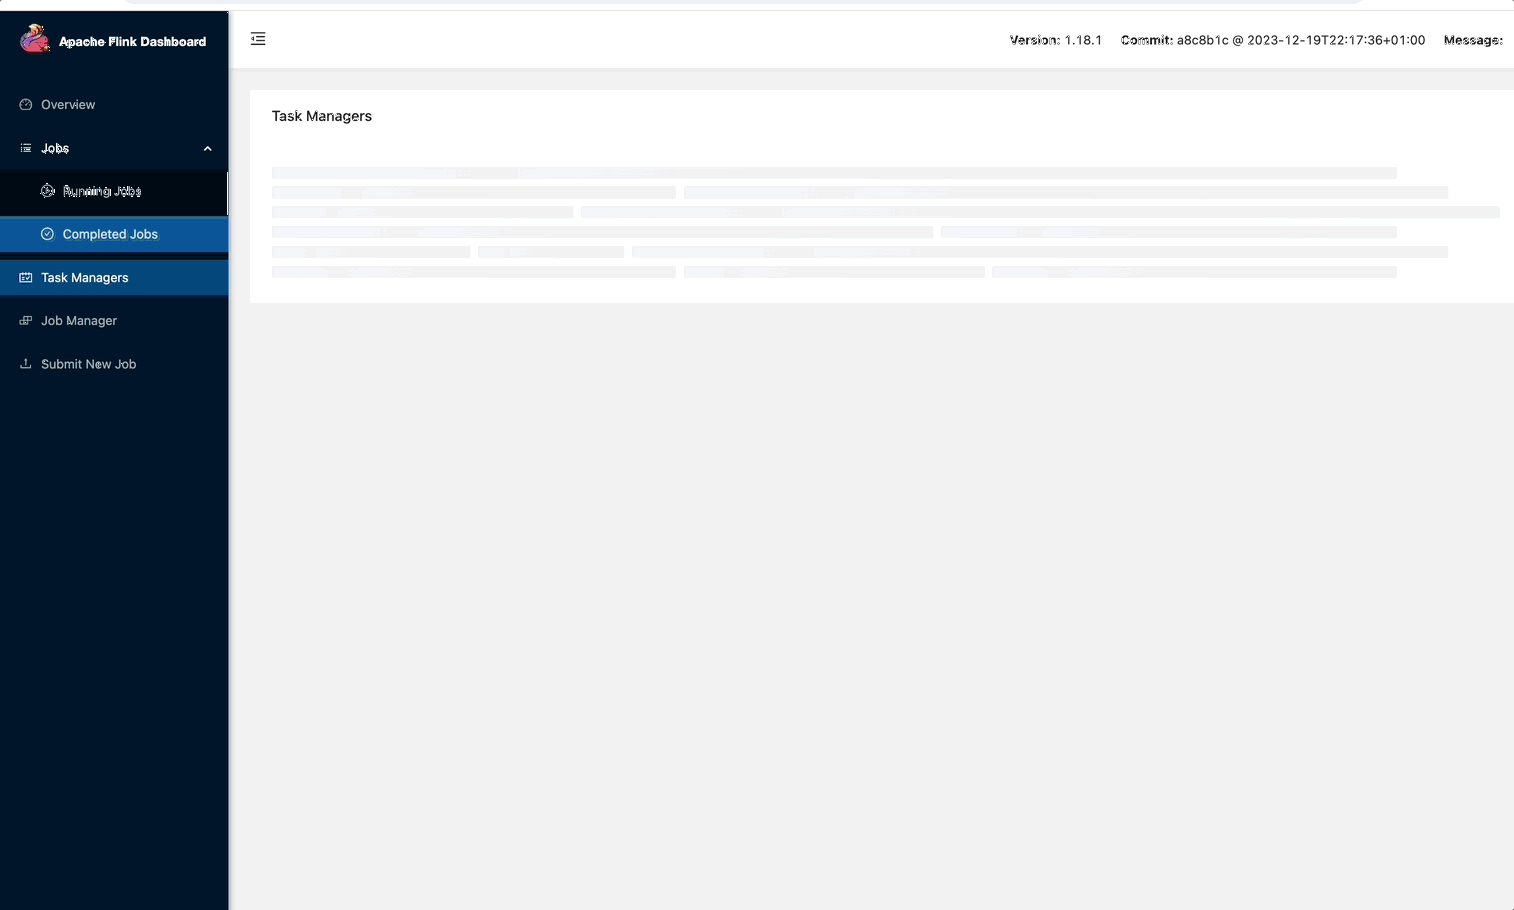 Apache Flink Dashboard
Version: 1.18.1 Commit: a8c8b1c @ 2023-12-19T22:17:36+01:00 Message:
Overview
Jobs
Running Jobs
Completed Jobs
Task Managers
Job Manager
Submit New Job
Task Managers